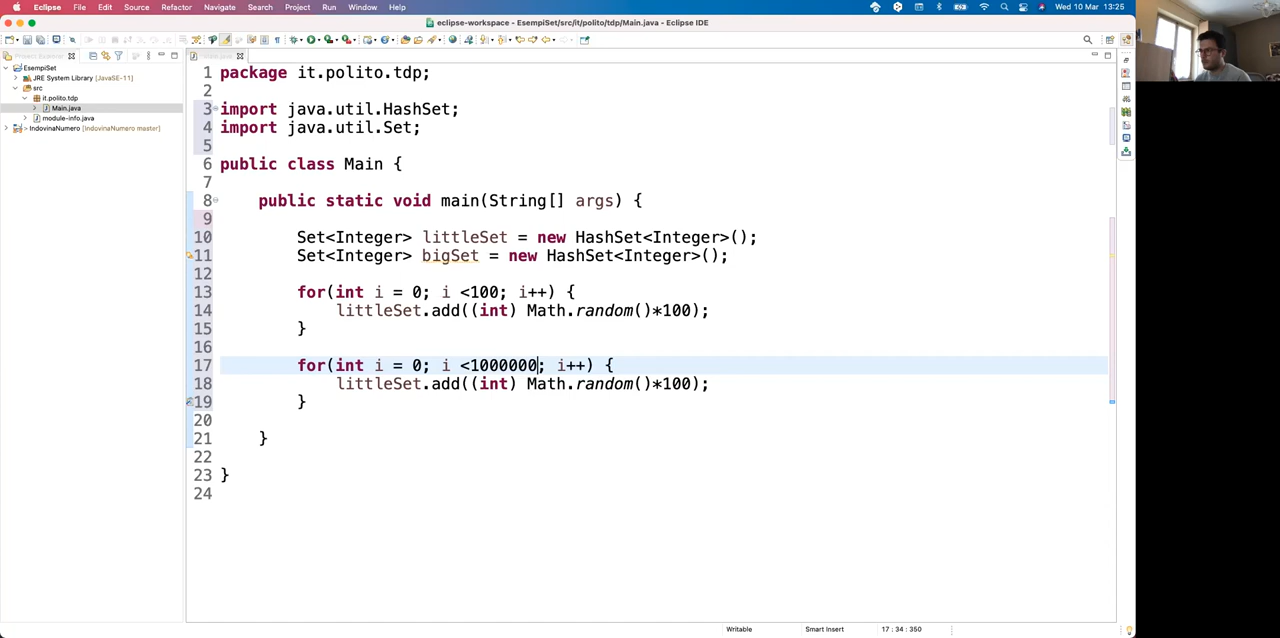 Eclipse File Edit Source Refactor Navigate Search Project Run Window Help Wed 10 Mar 13:25
eclipse-workspace - EsempiSet/src/it/polito/tdp/Main.java - Eclipse IDE
EsempiSet
JRE System Library [JavaSE-11]
src
it.polito.tdp
Main.java
module-info.java
> IndovinaNumero [IndovinaNumero master]
1 package it.polito.tdp;
2
3 import java.util.HashSet;
4 import java.util.Set;
5
6 public class Main {
7
8 public static void main(String[] args) {
9
10 Set<Integer> littleSet = new HashSet<Integer>();
11 Set<Integer> bigSet = new HashSet<Integer>();
12
13 for(int i = 0; i <100; i++) {
14 littleSet.add((int) Math.random()*100);
15 }
16
17 for(int i = 0; i <1000000; i++) {
18 littleSet.add((int) Math.random()*100);
19 }
20
21 }
22
23 }
24
Writable Smart Insert 17 : 34 : 350